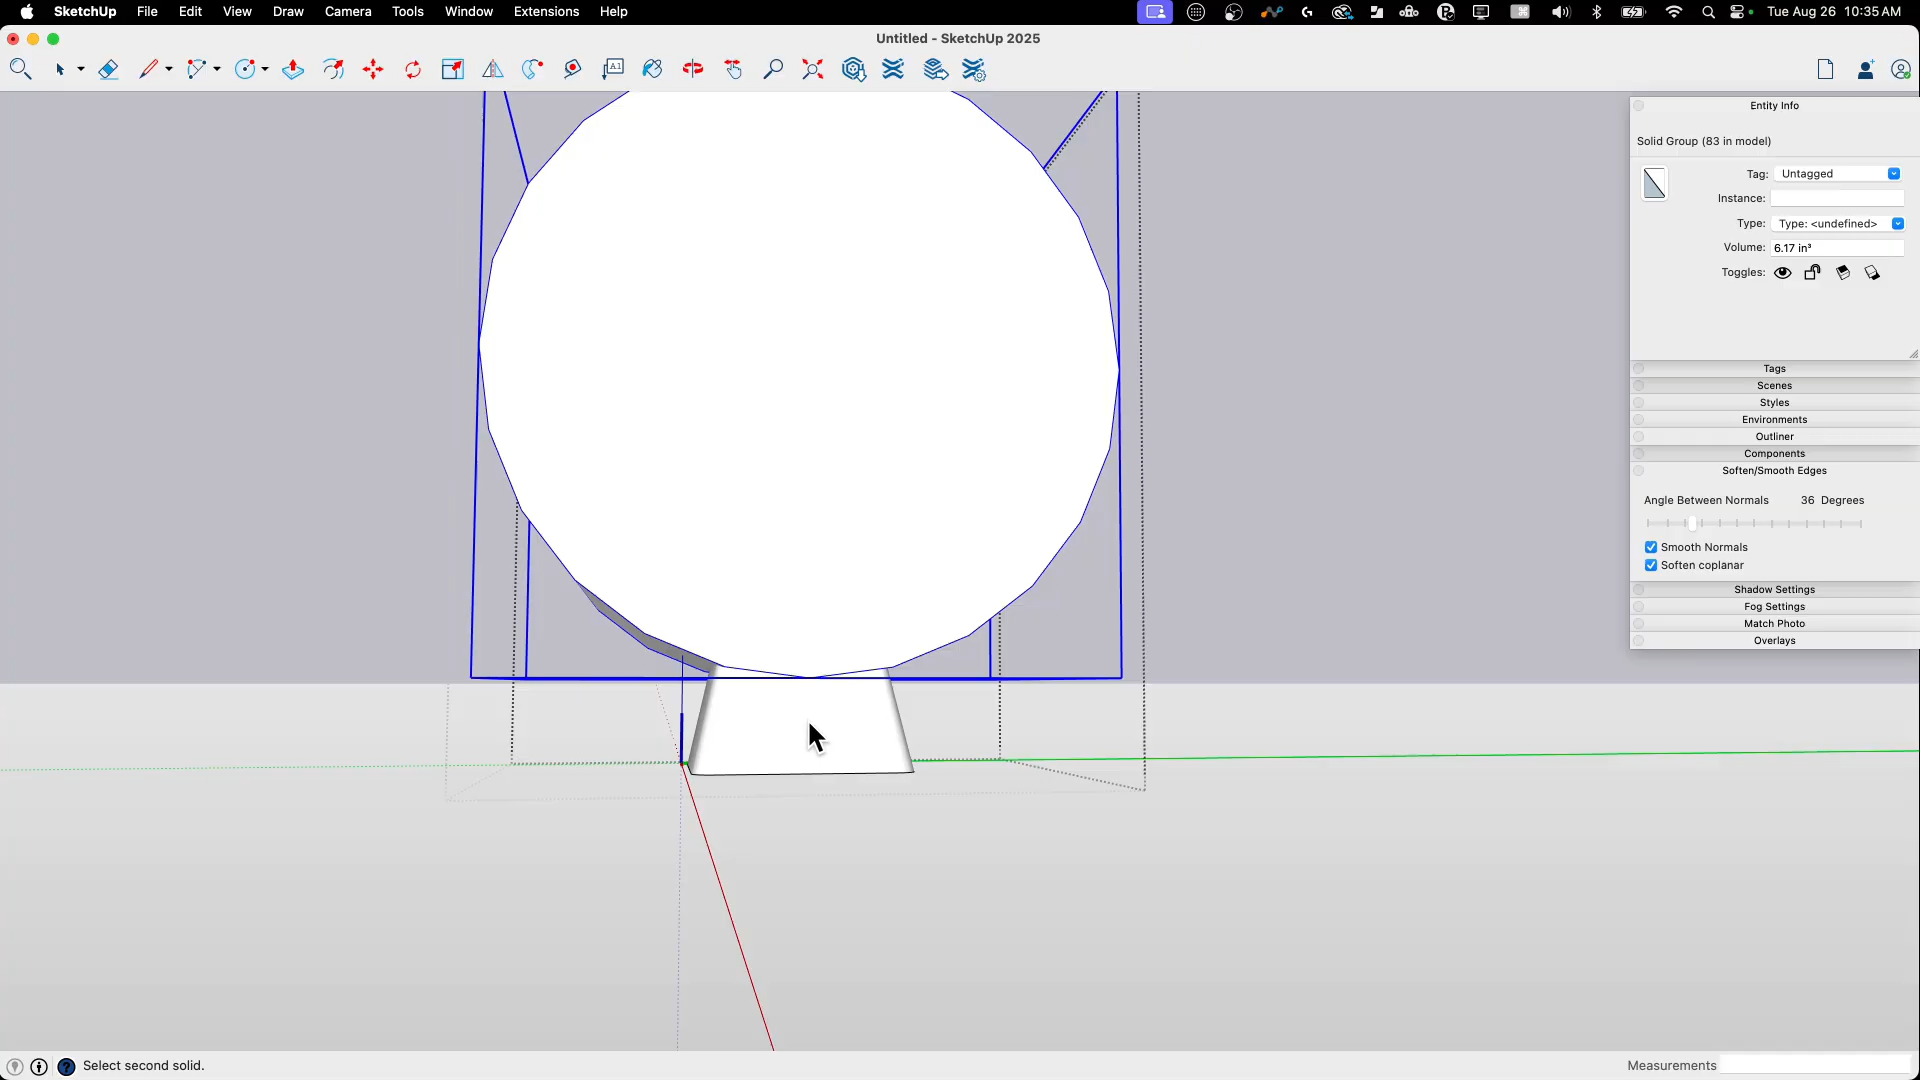 SketchUp File Edit View Draw Camera Tools Window Extensions Help
Tue Aug 26 10:35 AM
Untitled - SketchUp 2025
A1
Entity Info
Solid Group (83 in model)
Tag: Untagged
Instance:
Type: Type: <undefined>
Volume: 6.17 in³
Toggles:
Tags
Scenes
Styles
Environments
Outliner
Components
Soften/Smooth Edges
Angle Between Normals 36 Degrees
Smooth Normals
Soften coplanar
Shadow Settings
Fog Settings
Match Photo
Overlays
Select second solid.
Measurements